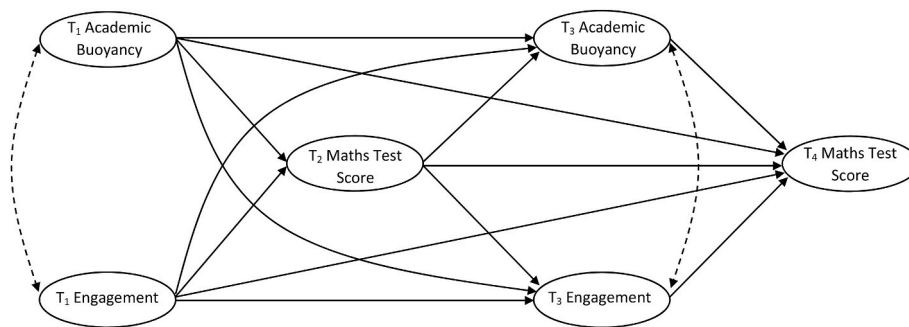 T₁ Academic
Buoyancy
T₃ Academic
Buoyancy
T₂ Maths Test
Score
T₄ Maths Test
Score
T₁ Engagement
T₃ Engagement